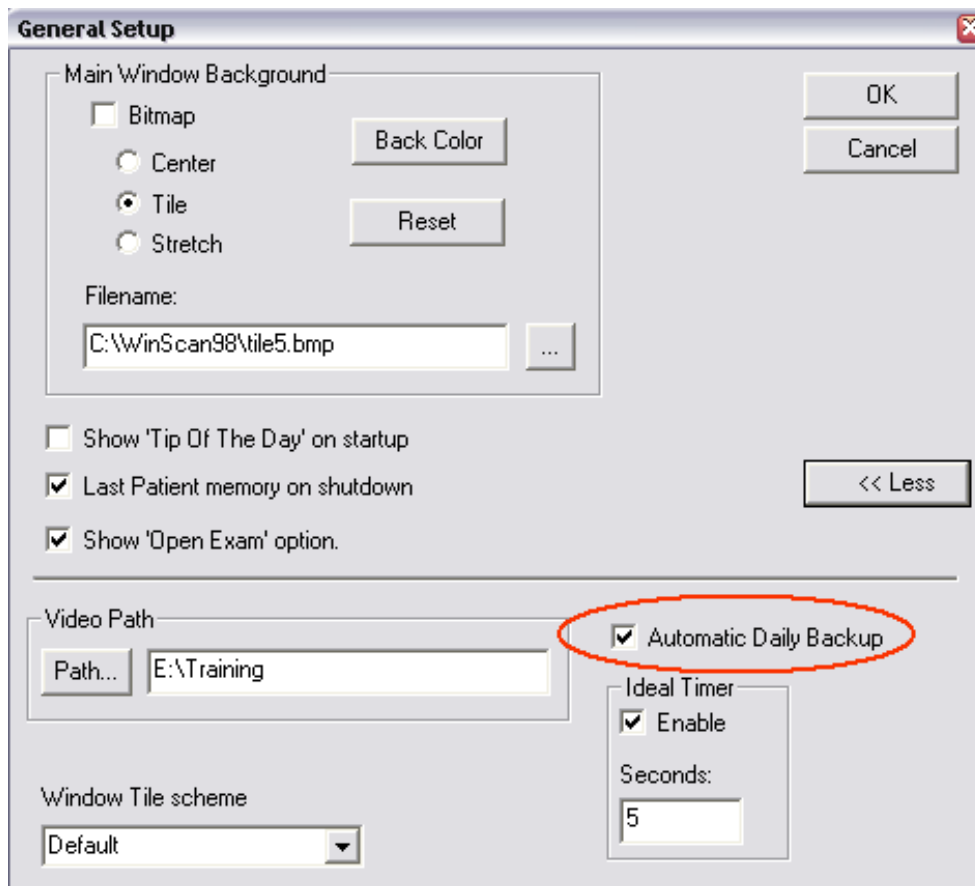 General Setup
Main Window Background
Bitmap
Center
Tile
Stretch
Back Color
Reset
Filename:
C:\WinScan98\tile5.bmp
...
OK
Cancel
Show 'Tip Of The Day' on startup
Last Patient memory on shutdown
Show 'Open Exam' option.
<< Less
Video Path
Path...
E:\Training
Automatic Daily Backup
Ideal Timer
Enable
Seconds:
5
Window Tile scheme
Default